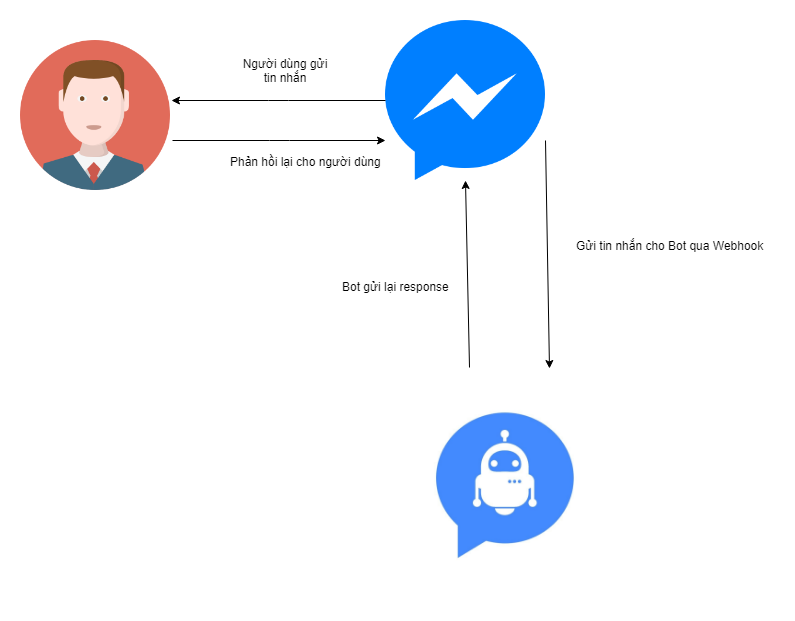 Người dùng gửi
tin nhắn
Phản hồi lại cho người dùng
Gửi tin nhắn cho Bot qua Webhook
Bot gửi lại response